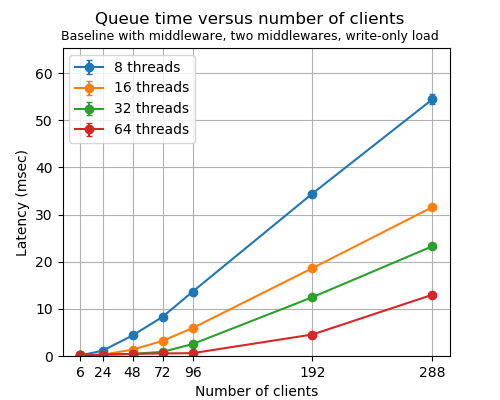 Queue time versus number of clients
Baseline with middleware, two middlewares, write-only load
8 threads
16 threads
32 threads
64 threads
Latency (msec)
60
50
40
30
20
10
0
6 24 48 72 96 192 288
Number of clients